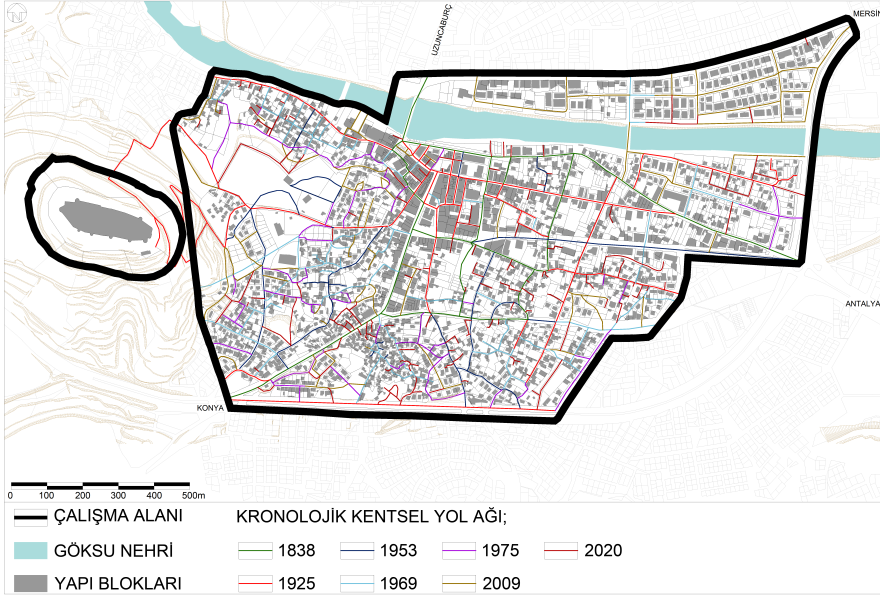 N
MERSİN
UZUNCABURÇ
ANTALYA
KONYA
0 100 200 300 400 500m
ÇALIŞMA ALANI
KRONOLOJİK KENTSEL YOL AĞI;
GÖKSU NEHRİ
1838 1953 1975 2020
YAPI BLOKLARI
1925 1969 2009